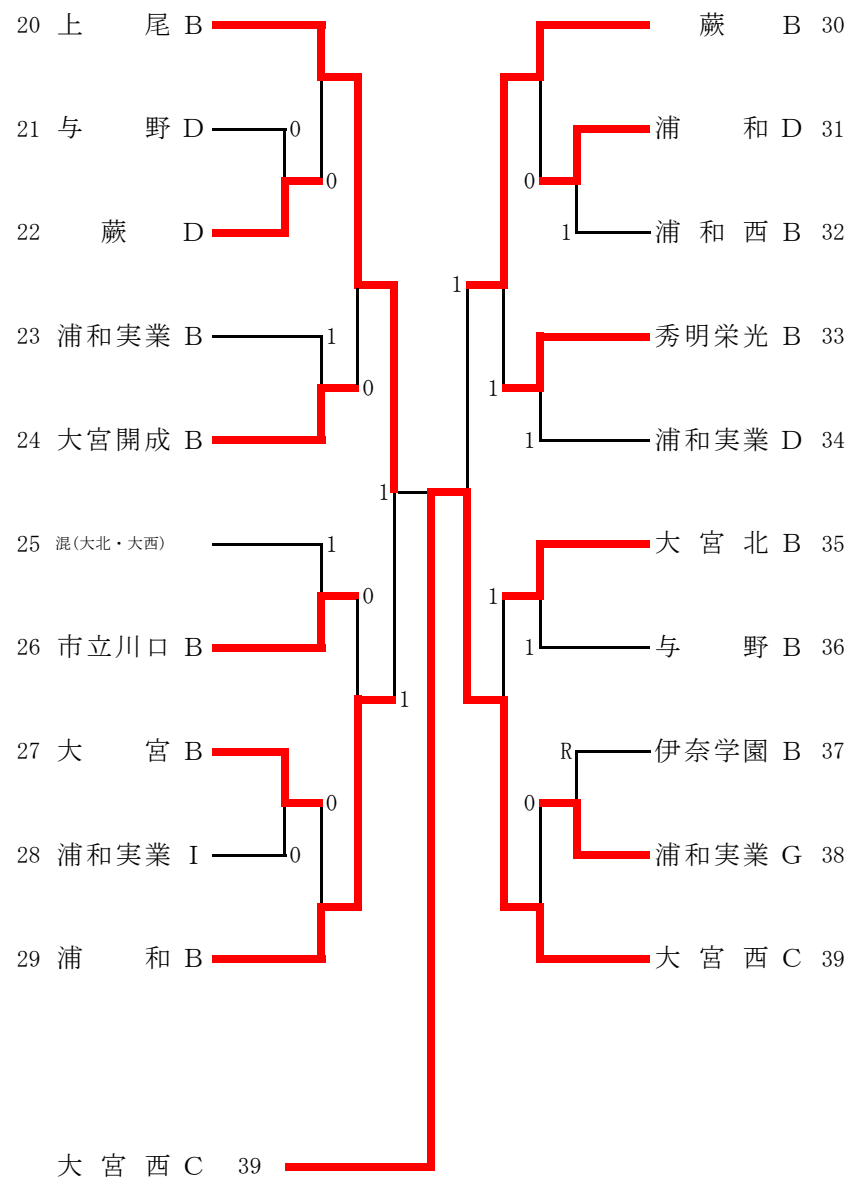 20 上尾 B
21 与野 D
0
0
22 蕨 D
23 浦和実業 B
1
0
24 大宮開成 B
1
25 混(大北・大西)
1
0
26 市立川口 B
1
27 大宮 B
0
28 浦和実業 I
0
29 浦和 B
蕨 B 30
浦和 D 31
0
1
浦和西 B 32
1
秀明栄光 B 33
1
1
浦和実業 D 34
大宮北 B 35
1
1
与野 B 36
R
伊奈学園 B 37
0
浦和実業 G 38
大宮西 C 39
大宮西 C 39